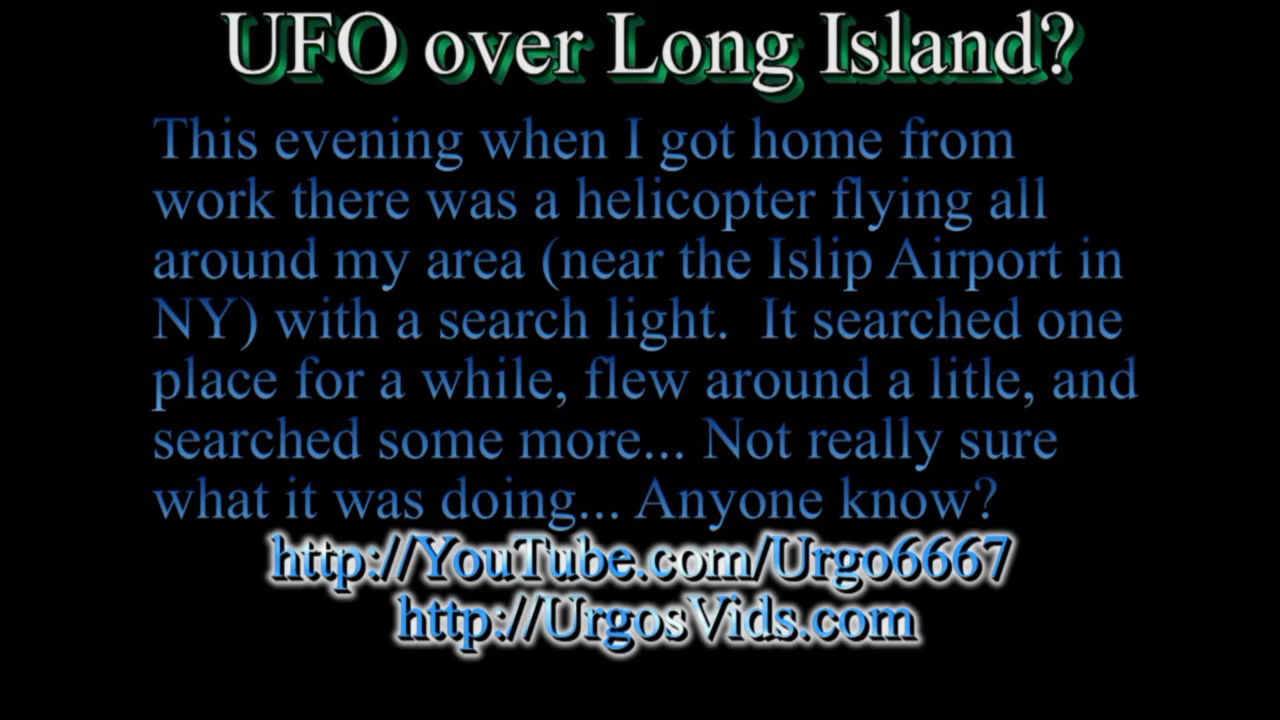 UFO over Long Island?
This evening when I got home from
work there was a helicopter flying all
around my area (near the Islip Airport in
NY) with a search light.  It searched one
place for a while, flew around a litle, and
searched some more... Not really sure
what it was doing... Anyone know?
http://YouTube.com/Urgo6667
http://UrgosVids.com